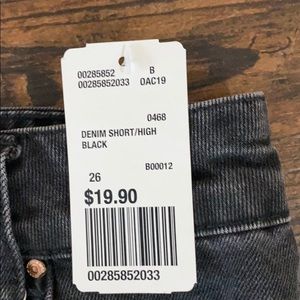 00285852 B
00285852033 0AC19
0468
DENIM SHORT/HIGH
BLACK
B00012
26
$19.90
00285852033